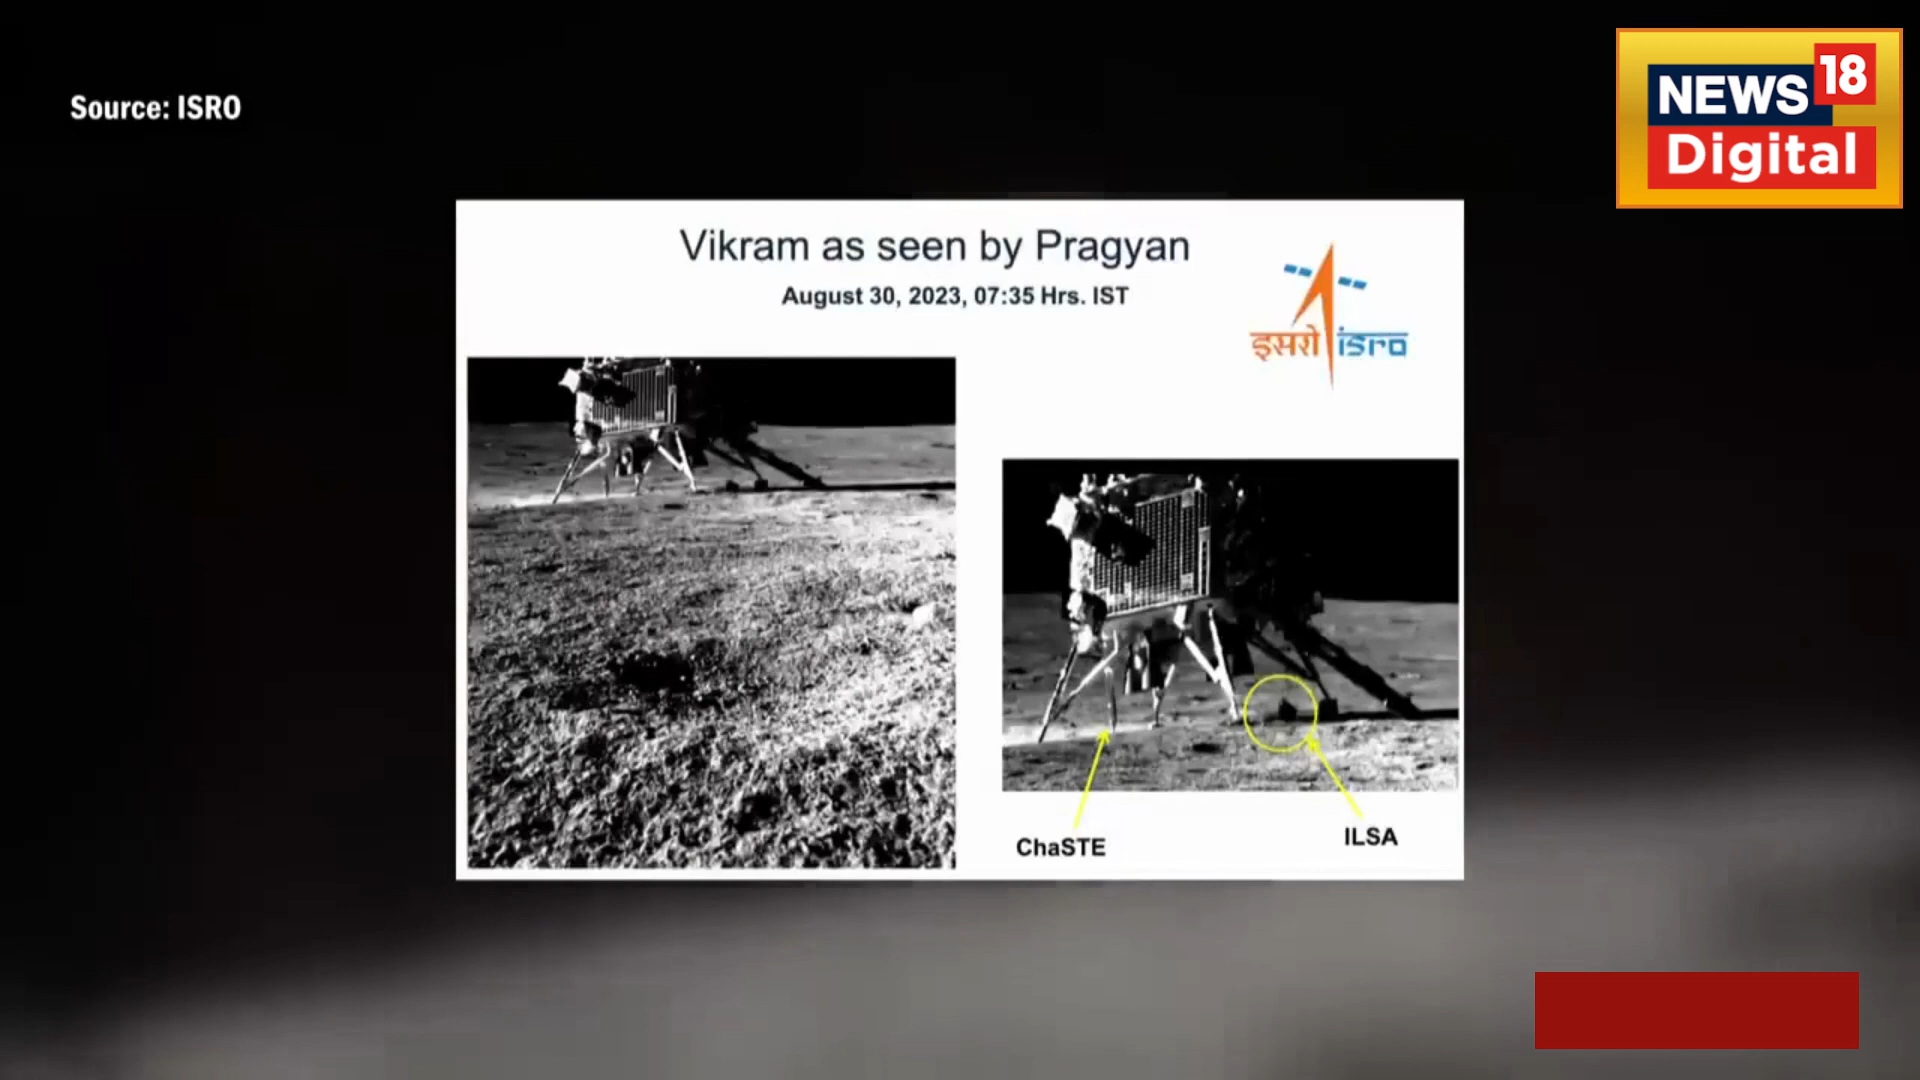 Source: ISRO
NEWS 18
Digital
Vikram as seen by Pragyan
August 30, 2023, 07:35 Hrs. IST
इसरो isro
ChaSTE
ILSA